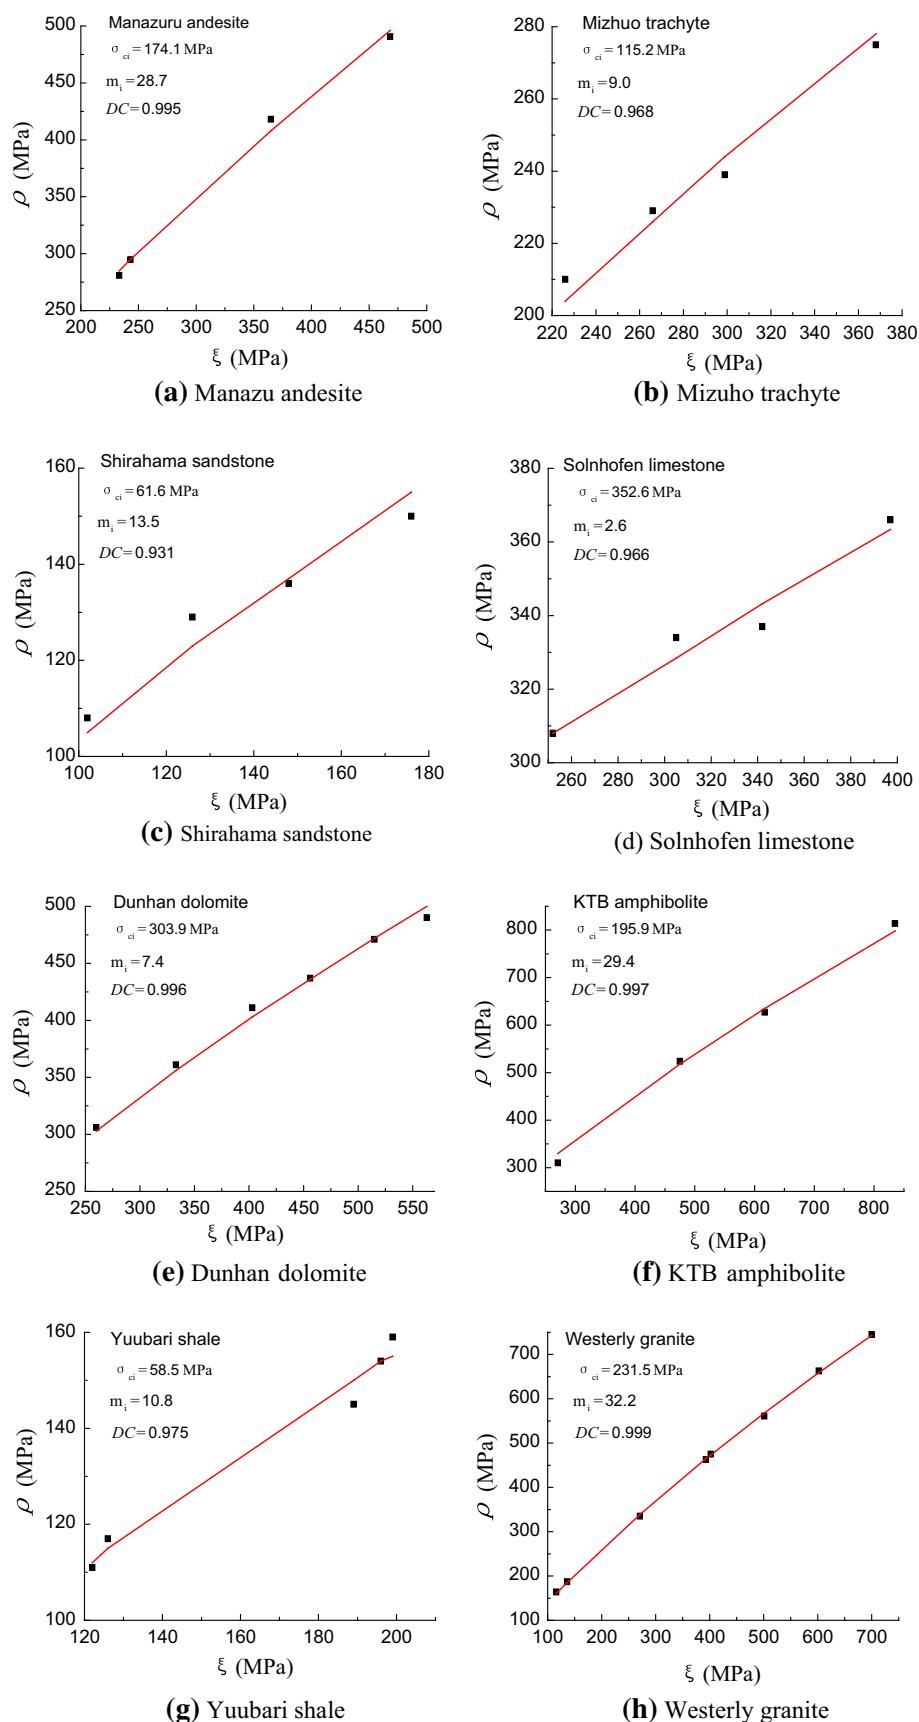 Manazuru andesite
σci=174.1 MPa
mi=28.7
DC=0.995
500
450
400
350
300
250
200 250 300 350 400 450 500
ρ (MPa)
ξ (MPa)
(a) Manazu andesite
Mizhuo trachyte
σci=115.2 MPa
mi=9.0
DC=0.968
280
260
240
220
200
220 240 260 280 300 320 340 360 380
ρ (MPa)
ξ (MPa)
(b) Mizuho trachyte
Shirahama sandstone
σci=61.6 MPa
mi=13.5
DC=0.931
160
140
120
100
100 120 140 160 180
ρ (MPa)
ξ (MPa)
(c) Shirahama sandstone
Solnhofen limestone
σci=352.6 MPa
mi=2.6
DC=0.966
380
360
340
320
300
260 280 300 320 340 360 380 400
ρ (MPa)
ξ (MPa)
(d) Solnhofen limestone
Dunhan dolomite
σci=303.9 MPa
mi=7.4
DC=0.996
500
450
400
350
300
250
250 300 350 400 450 500 550
ρ (MPa)
ξ (MPa)
(e) Dunhan dolomite
KTB amphibolite
σci=195.9 MPa
mi=29.4
DC=0.997
800
700
600
500
400
300
300 400 500 600 700 800
ρ (MPa)
ξ (MPa)
(f) KTB amphibolite
Yuubari shale
σci=58.5 MPa
mi=10.8
DC=0.975
160
140
120
100
120 140 160 180 200
ρ (MPa)
ξ (MPa)
(g) Yuubari shale
Westerly granite
σci=231.5 MPa
mi=32.2
DC=0.999
700
600
500
400
300
200
100
100 200 300 400 500 600 700
ρ (MPa)
ξ (MPa)
(h) Westerly granite